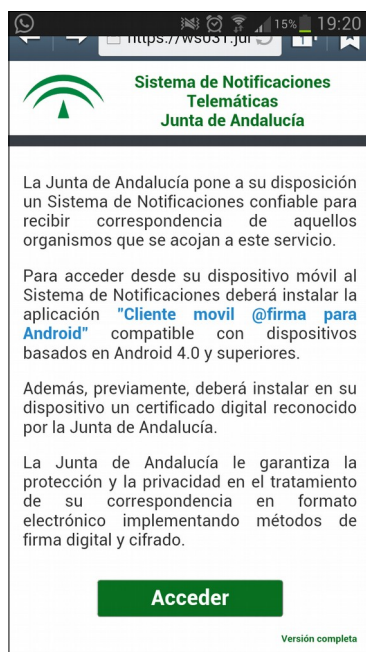 15% 19:20
https://ws031.ju
Sistema de Notificaciones
Telemáticas
Junta de Andalucía
La Junta de Andalucía pone a su disposición
un Sistema de Notificaciones confiable para
recibir correspondencia de aquellos
organismos que se acojan a este servicio.
Para acceder desde su dispositivo móvil al
Sistema de Notificaciones deberá instalar la
aplicación "Cliente movil @firma para
Android" compatible con dispositivos
basados en Android 4.0 y superiores.
Además, previamente, deberá instalar en su
dispositivo un certificado digital reconocido
por la Junta de Andalucía.
La Junta de Andalucía le garantiza la
protección y la privacidad en el tratamiento
de su correspondencia en formato
electrónico implementando métodos de
firma digital y cifrado.
Acceder
Versión completa